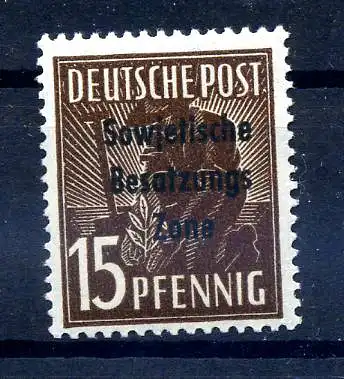 DEUTSCHE POST
Sowjetische
Besatzungs
Zone
15 PFENNIG